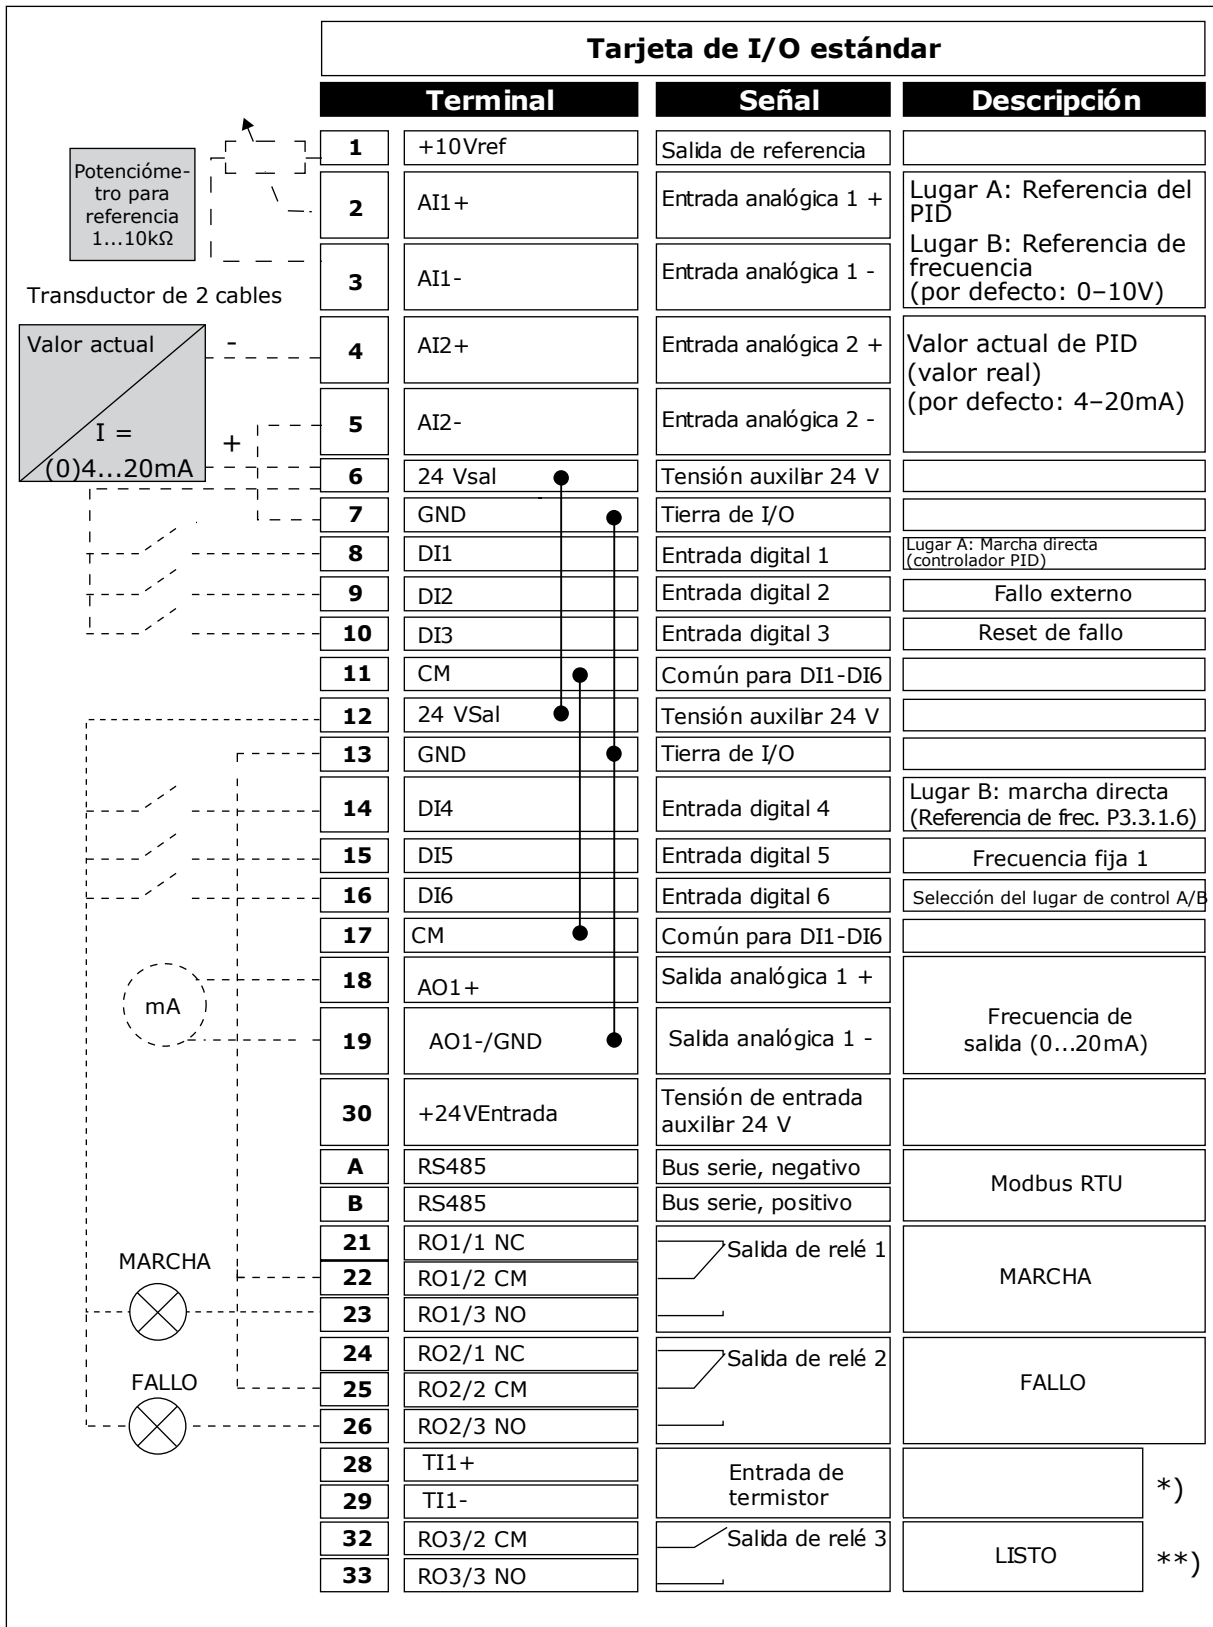 Tarjeta de I/O estándar
Terminal Señal Descripción
1 +10Vref Salida de referencia
Potencióme-
tro para
referencia
1...10kΩ
2 AI1+ Entrada analógica 1 +
Lugar A: Referencia del
PID
Lugar B: Referencia de
frecuencia
(por defecto: 0–10V)
3 AI1- Entrada analógica 1 -
Transductor de 2 cables
Valor actual
I =
(0)4...20mA
-
+
4 AI2+ Entrada analógica 2 +
Valor actual de PID
(valor real)
(por defecto: 4–20mA)
5 AI2- Entrada analógica 2 -
6 24 Vsal Tensión auxiliar 24 V
7 GND Tierra de I/O
8 DI1 Entrada digital 1
Lugar A: Marcha directa
(controlador PID)
9 DI2 Entrada digital 2 Fallo externo
10 DI3 Entrada digital 3 Reset de fallo
11 CM Común para DI1-DI6
12 24 VSal Tensión auxiliar 24 V
13 GND Tierra de I/O
14 DI4 Entrada digital 4
Lugar B: marcha directa
(Referencia de frec. P3.3.1.6)
15 DI5 Entrada digital 5 Frecuencia fija 1
16 DI6 Entrada digital 6 Selección del lugar de control A/B
17 CM Común para DI1-DI6
18 AO1+ Salida analógica 1 +
mA
Frecuencia de
salida (0...20mA)
19 AO1-/GND Salida analógica 1 -
30 +24VEntrada
Tensión de entrada
auxiliar 24 V
A RS485 Bus serie, negativo
Modbus RTU
B RS485 Bus serie, positivo
21 RO1/1 NC Salida de relé 1
MARCHA
22 RO1/2 CM MARCHA
23 RO1/3 NO
24 RO2/1 NC Salida de relé 2
FALLO
25 RO2/2 CM FALLO
26 RO2/3 NO
28 TI1+
Entrada de
termistor
*)
29 TI1-
32 RO3/2 CM Salida de relé 3
LISTO **)
33 RO3/3 NO